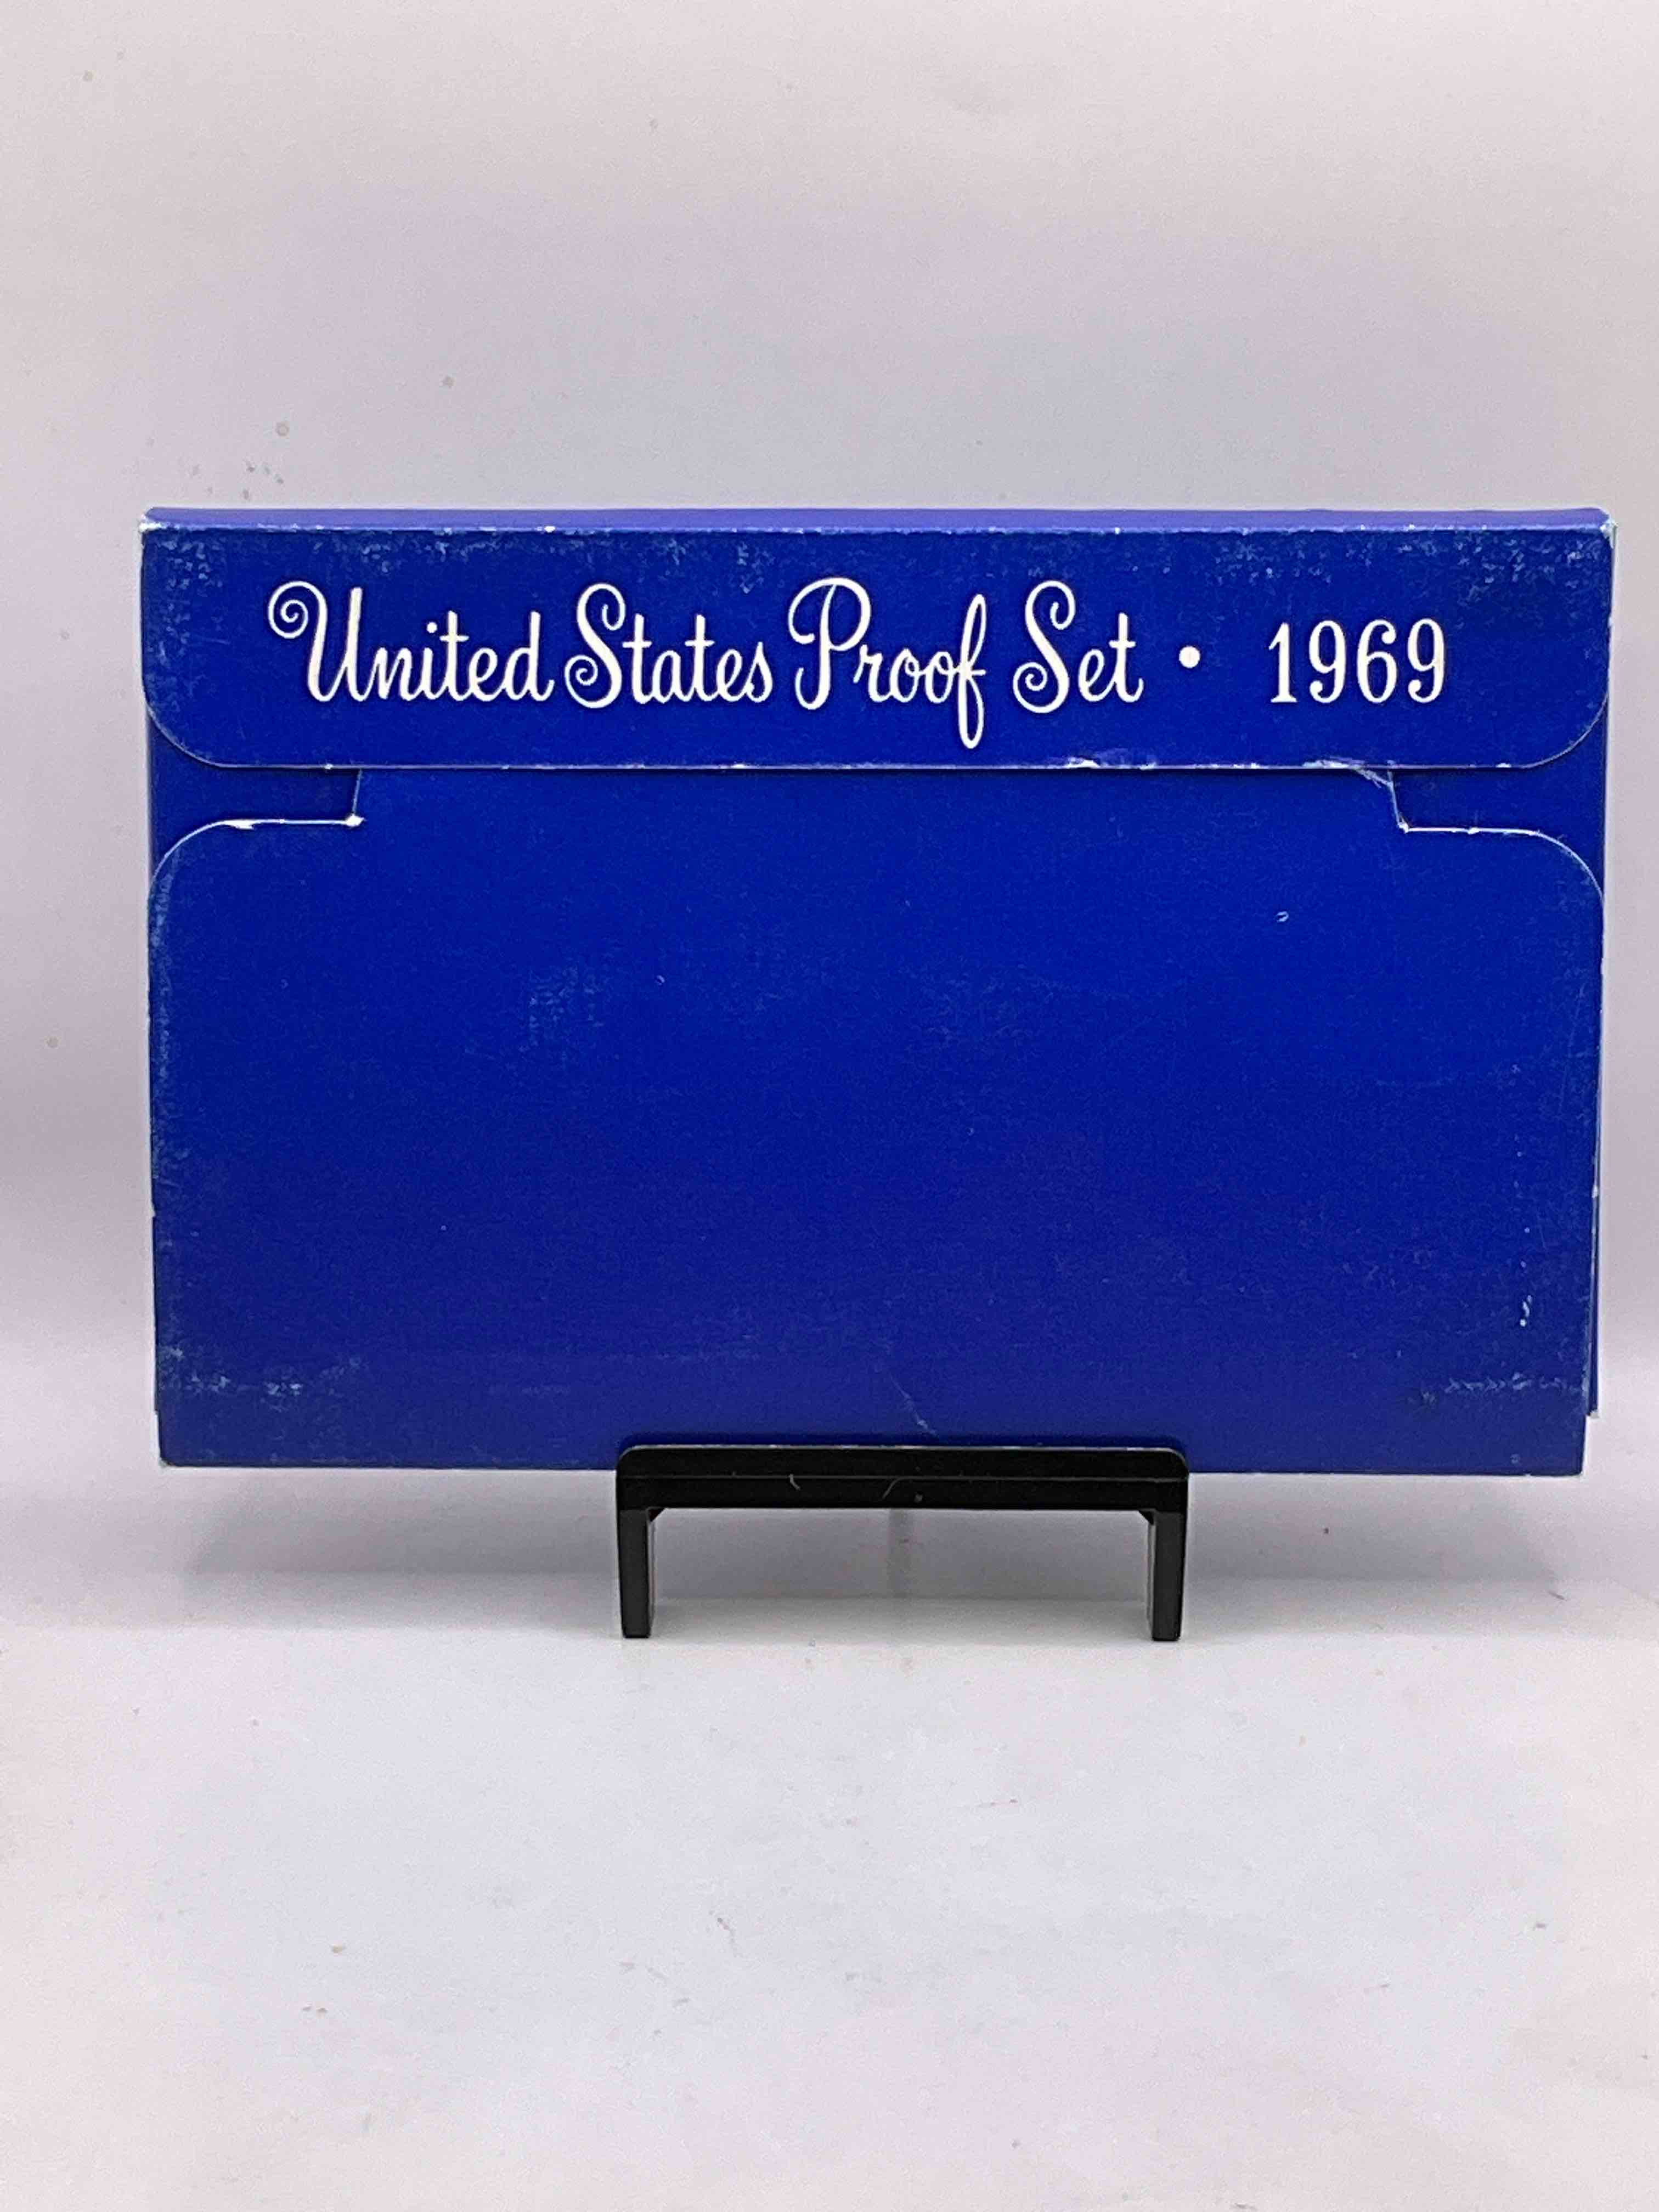 United States Proof Set • 1969